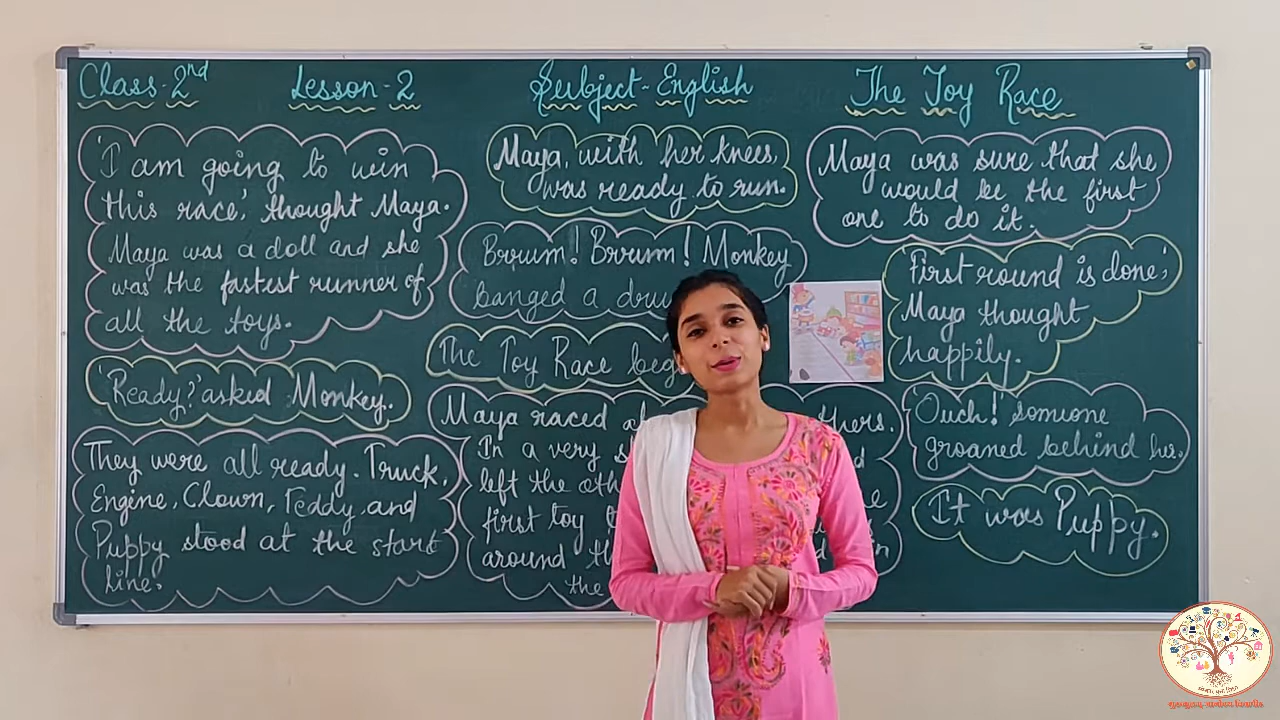 Class-2nd Lesson-2 Subject-English The Toy Race
'I am going to win
this race,' thought Maya.
Maya was a doll and she
was the fastest runner of
all the toys.
'Ready?' asked Monkey.
They were all ready. Truck,
Engine, Clown, Teddy and
Puppy stood at the start
line.
Maya, with her knees,
was ready to run.
Brrum! Brrum! Monkey
banged a
The Toy Race
Maya raced
In a very
left the
first toy
around
the
Maya was sure that she
would be the first
one to do it.
'First round is done,'
Maya thought
happily.
'Ouch!' someone
groaned behind her.
It was Puppy.